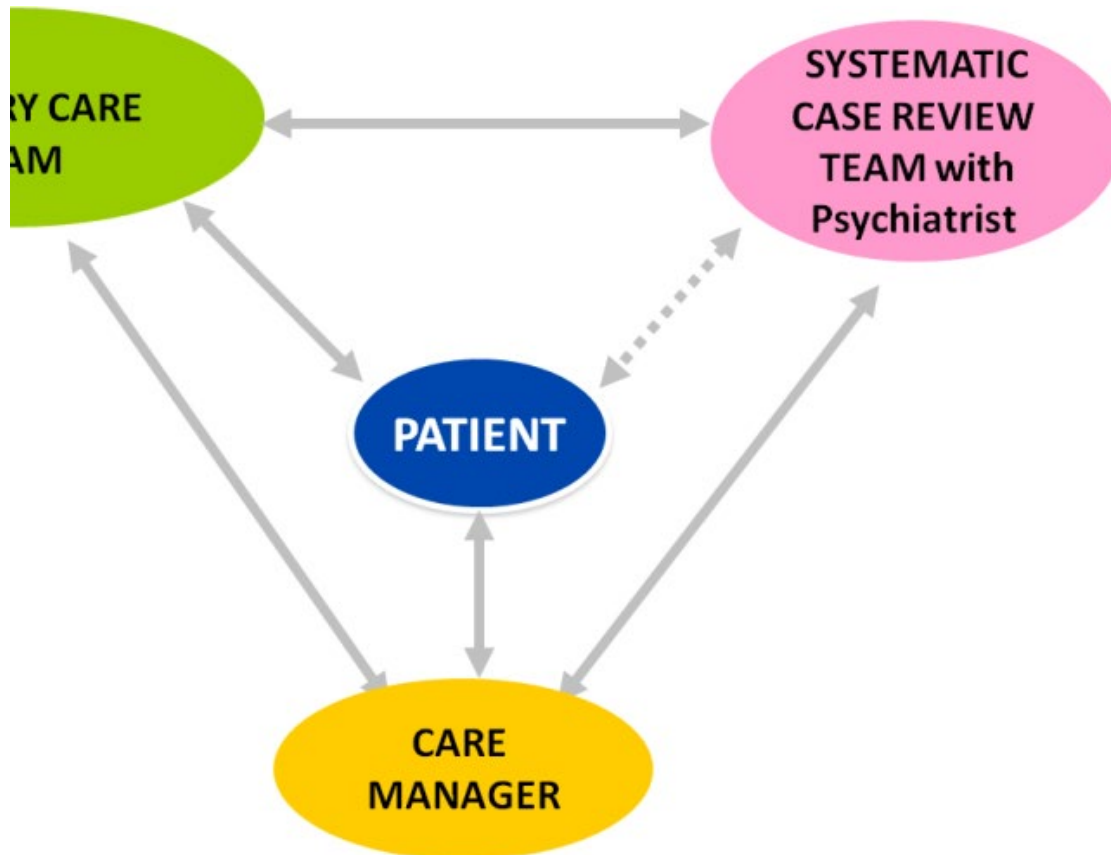 RY CARE
AM
SYSTEMATIC
CASE REVIEW
TEAM with
Psychiatrist
PATIENT
CARE
MANAGER